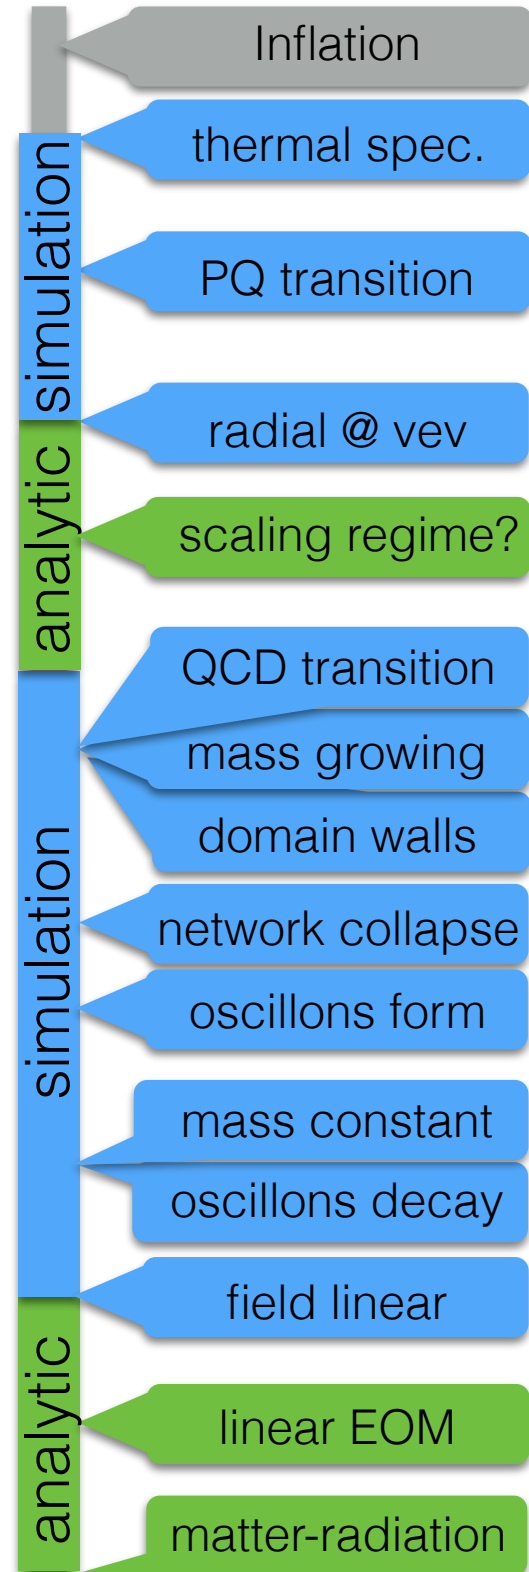 Inflation
simulation
thermal spec.
PQ transition
radial @ vev
analytic
scaling regime?
simulation
QCD transition
mass growing
domain walls
network collapse
oscillons form
mass constant
oscillons decay
field linear
analytic
linear EOM
matter-radiation